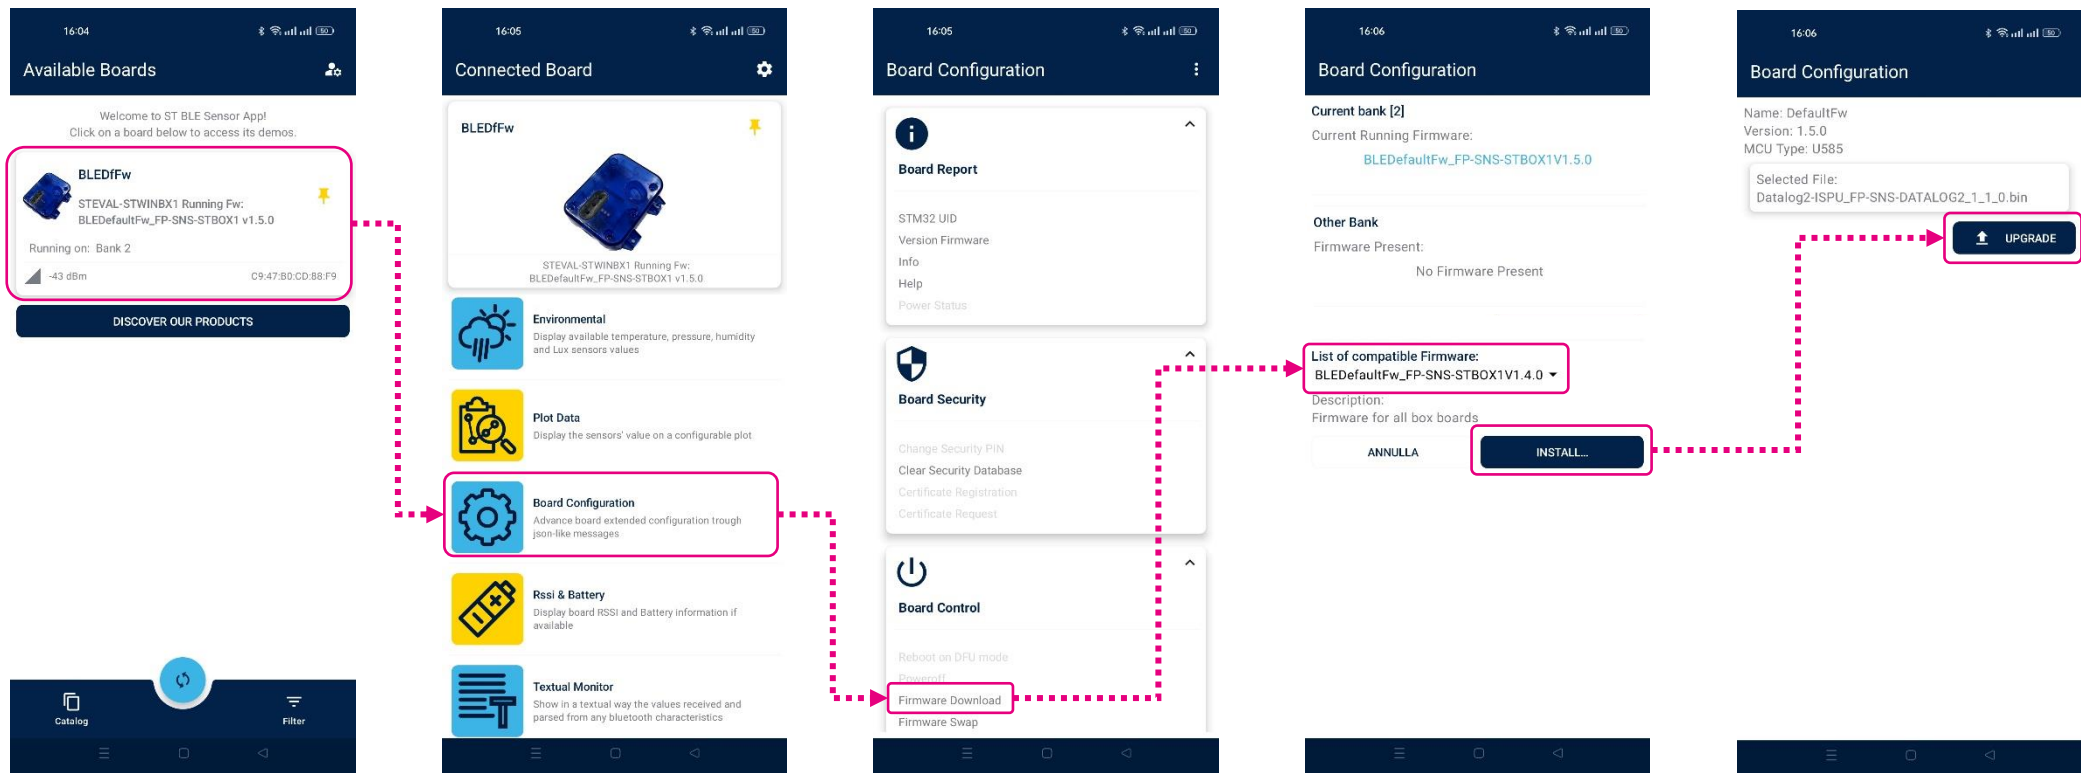 16:04
50
Available Boards
Welcome to ST BLE Sensor App!
Click on a board below to access its demos.
BLEDfFw
STEVAL-STWINBX1 Running Fw:
BLEDefaultFw_FP-SNS-STBOX1 v1.5.0
Running on: Bank 2
-43 dBm
C9:47:B0:CD:88:F9
DISCOVER OUR PRODUCTS
Catalog
Filter
16:05
50
Connected Board
BLEDfFw
STEVAL-STWINBX1 Running Fw:
BLEDefaultFw_FP-SNS-STBOX1 v1.5.0
Environmental
Display available temperature, pressure, humidity
and Lux sensors values
Plot Data
Display the sensors' value on a configurable plot
Board Configuration
Advance board extended configuration trough
json-like messages
Rssi & Battery
Display board RSSI and Battery information if
available
Textual Monitor
Show in a textual way the values received and
parsed from any bluetooth characteristics
16:05
50
Board Configuration
Board Report
STM32 UID
Version Firmware
Info
Help
Power Status
Board Security
Change Security PIN
Clear Security Database
Certificate Registration
Certificate Request
Board Control
Reboot on DFU mode
Poweroff
Firmware Download
Firmware Swap
16:06
50
Board Configuration
Current bank [2]
Current Running Firmware:
BLEDefaultFw_FP-SNS-STBOX1V1.5.0
Other Bank
Firmware Present:
No Firmware Present
List of compatible Firmware:
BLEDefaultFw_FP-SNS-STBOX1V1.4.0
Description:
Firmware for all box boards
ANNULLA
INSTALL...
16:06
50
Board Configuration
Name: DefaultFw
Version: 1.5.0
MCU Type: U585
Selected File:
Datalog2-ISPU_FP-SNS-DATALOG2_1_1_0.bin
UPGRADE